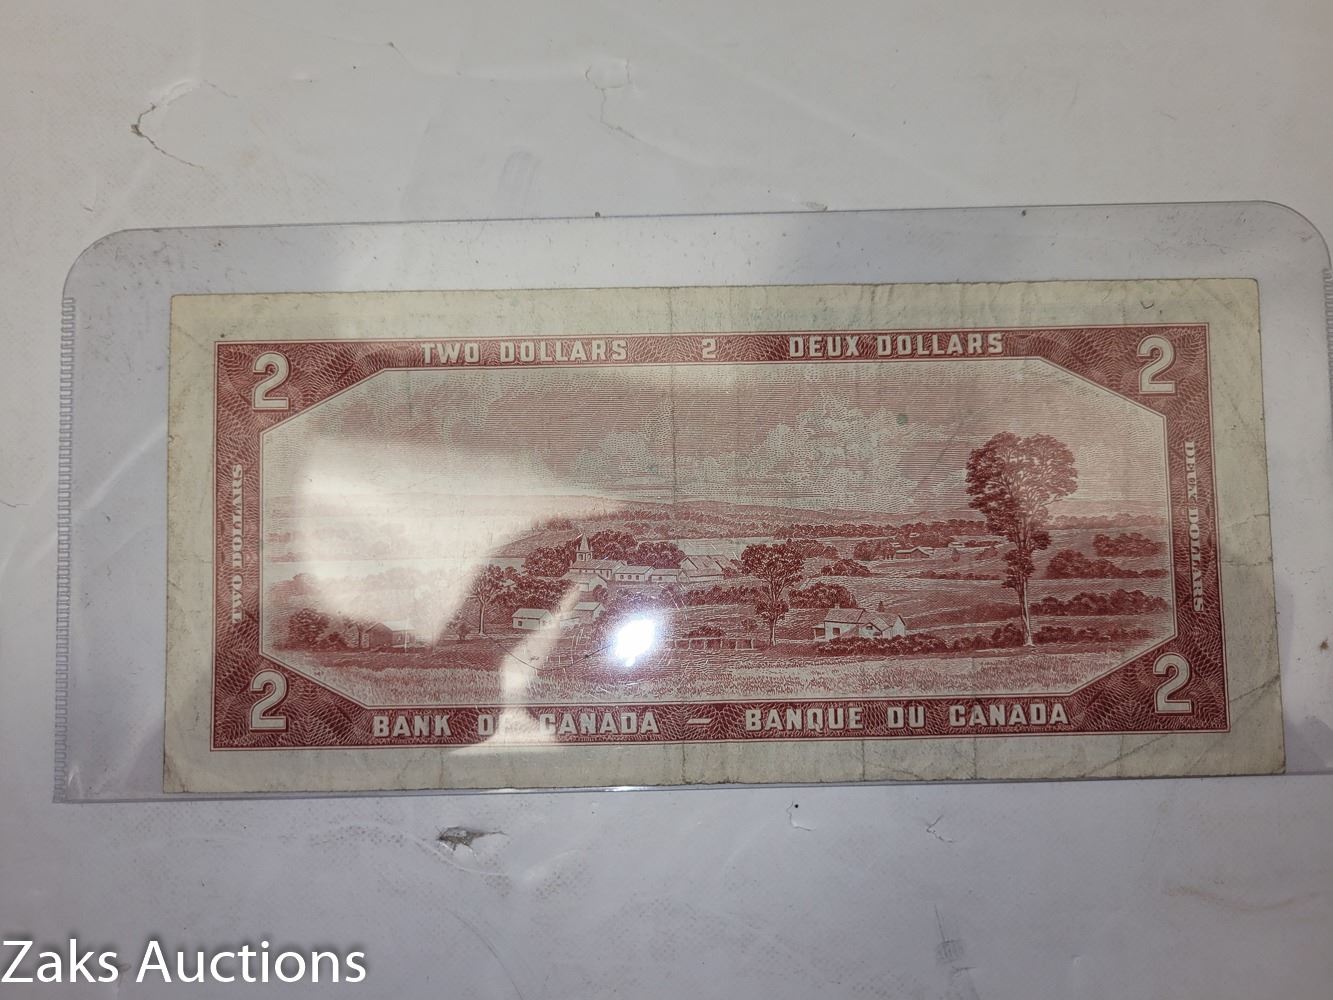 TWO DOLLARS 2 DEUX DOLLARS
2 2
TWO DOLLARS DEUX DOLLARS
2 2
BANK OF CANADA — BANQUE DU CANADA
Zaks Auctions